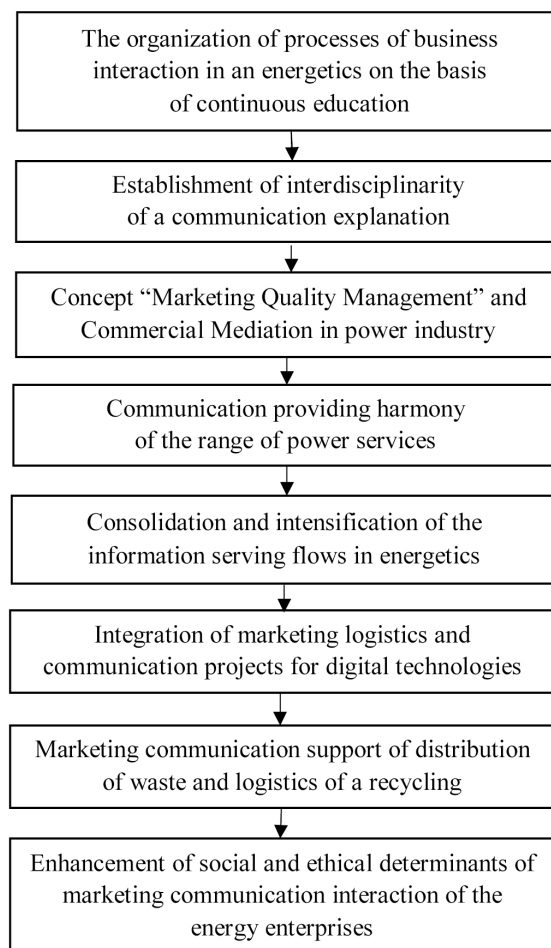 The organization of processes of business
interaction in an energetics on the basis
of continuous education
Establishment of interdisciplinarity
of a communication explanation
Concept “Marketing Quality Management” and
Commercial Mediation in power industry
Communication providing harmony
of the range of power services
Consolidation and intensification of the
information serving flows in energetics
Integration of marketing logistics and
communication projects for digital technologies
Marketing communication support of distribution
of waste and logistics of a recycling
Enhancement of social and ethical determinants of
marketing communication interaction of the
energy enterprises